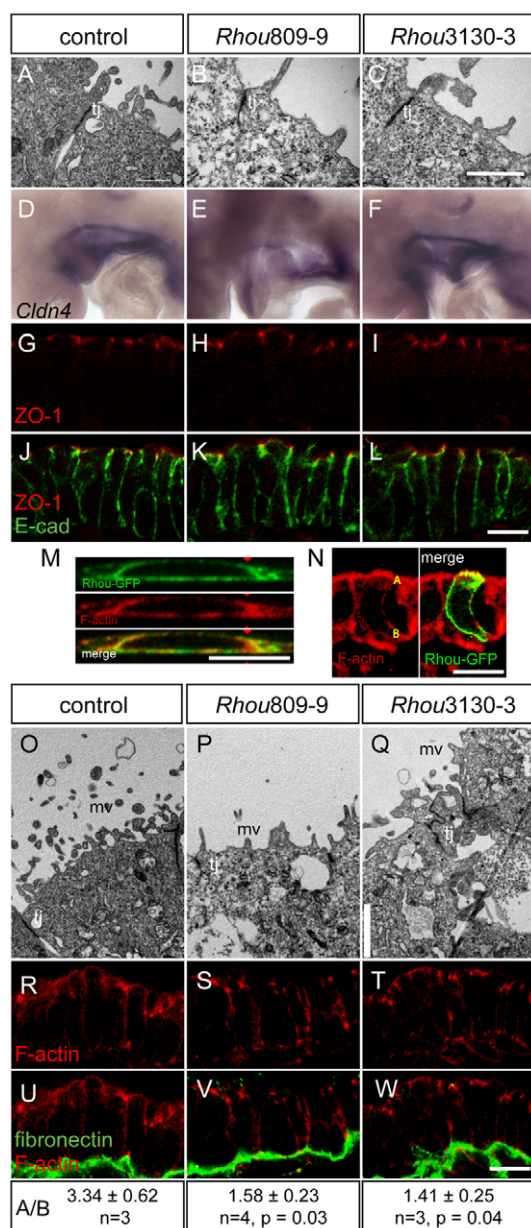 control Rhou809-9 Rhou3130-3
A B C
tj tj tj
D E F
Cldn4
G H I
ZO-1
J K L
ZO-1
E-cad
M N merge
Rhou-GFP A
F-actin
merge B
F-actin Rhou-GFP
control Rhou809-9 Rhou3130-3
O P Q
mv mv mv
tj tj tj
R S T
F-actin
U V W
fibronectin
F-actin
A/B 3.34 ± 0.62 1.58 ± 0.23 1.41 ± 0.25
n=3 n=4, p = 0.03 n=3, p = 0.04